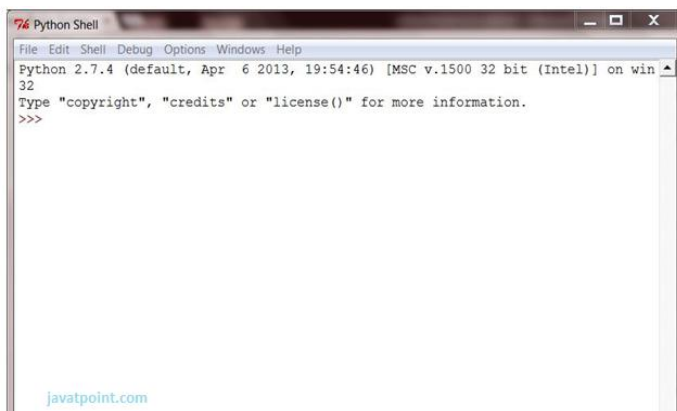 Python Shell
File Edit Shell Debug Options Windows Help
Python 2.7.4 (default, Apr  6 2013, 19:54:46) [MSC v.1500 32 bit (Intel)] on win
32
Type "copyright", "credits" or "license()" for more information.
>>>
javatpoint.com